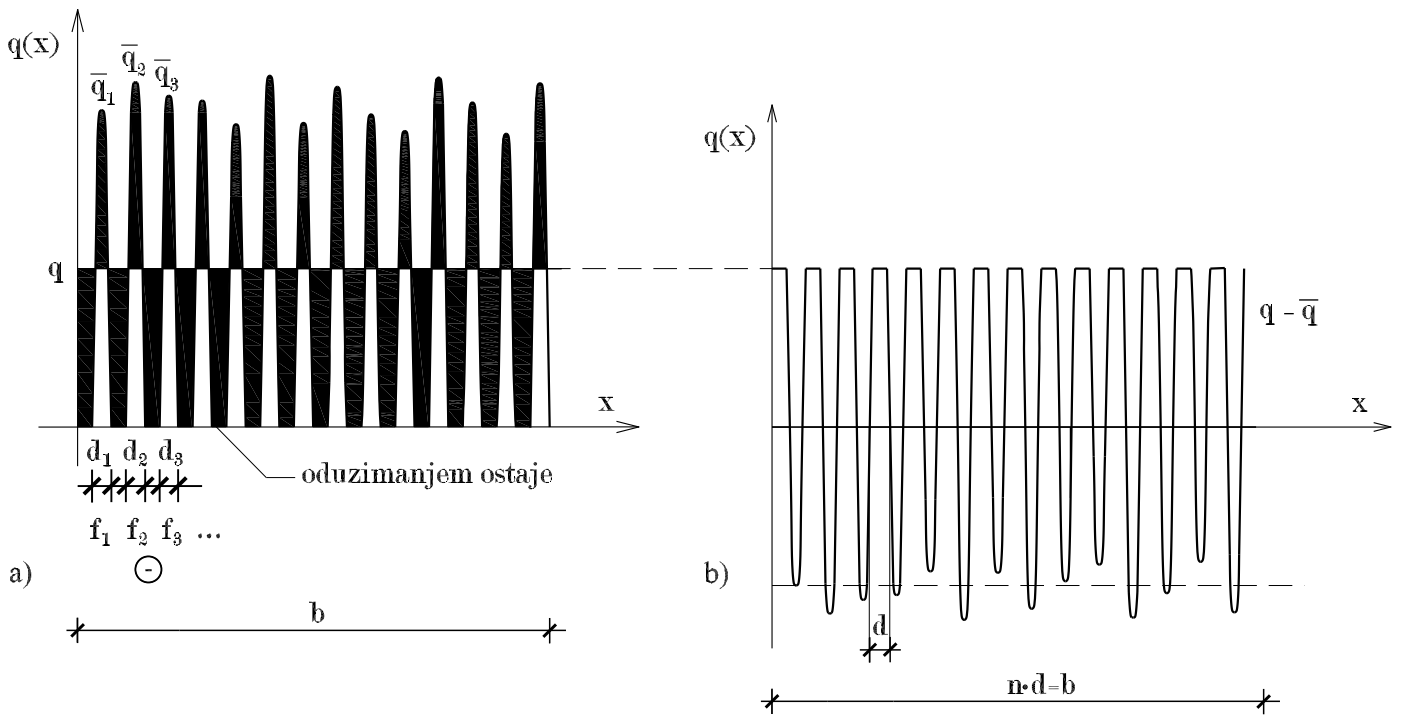 q(x)
q̅₁
q̅₂
q̅₃
q
x
d₁ d₂ d₃
oduzimanjem ostaje
f₁ f₂ f₃ ...
-
a)
b
q(x)
q - q̅
x
b)
d
n·d=b